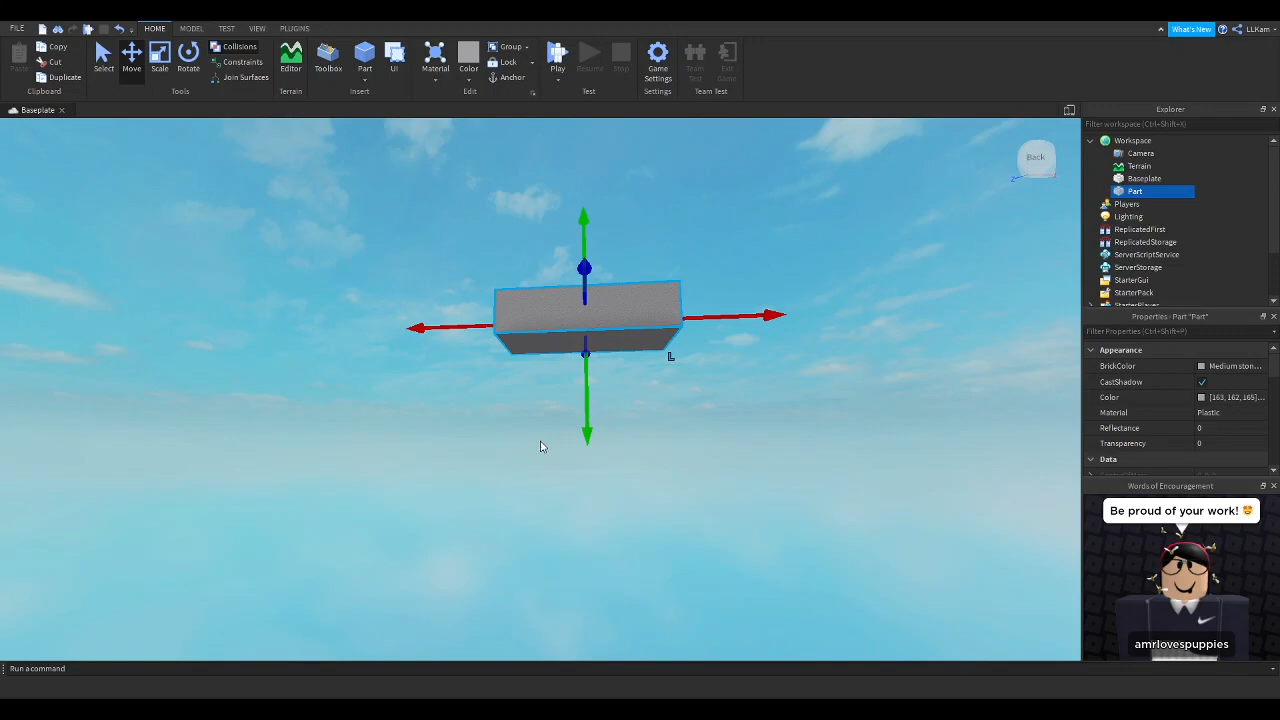 FILE HOME MODEL TEST VIEW PLUGINS What's New LLKam
Copy Collisions Group
Cut Constraints Lock
Paste Duplicate Select Move Scale Rotate Join Surfaces Editor Toolbox Part UI Material Color Anchor Play Resume Stop Game Settings Team Test Exit Game
Clipboard Tools Terrain Insert Edit Test Settings Team Test
Baseplate
Explorer
Filter workspace (Ctrl+Shift+X)
Workspace
Camera
Terrain
Baseplate
Part
Players
Lighting
ReplicatedFirst
ReplicatedStorage
ServerScriptService
ServerStorage
StarterGui
StarterPack
StarterPlayer
Back
Z
L
Properties - Part "Part"
Filter Properties (Ctrl+Shift+P)
Appearance
BrickColor Medium ston...
CastShadow
Color [163, 162, 165]...
Material Plastic
Reflectance 0
Transparency 0
Data
Words of Encouragement
Be proud of your work! 🤩
amrlovespuppies
Run a command